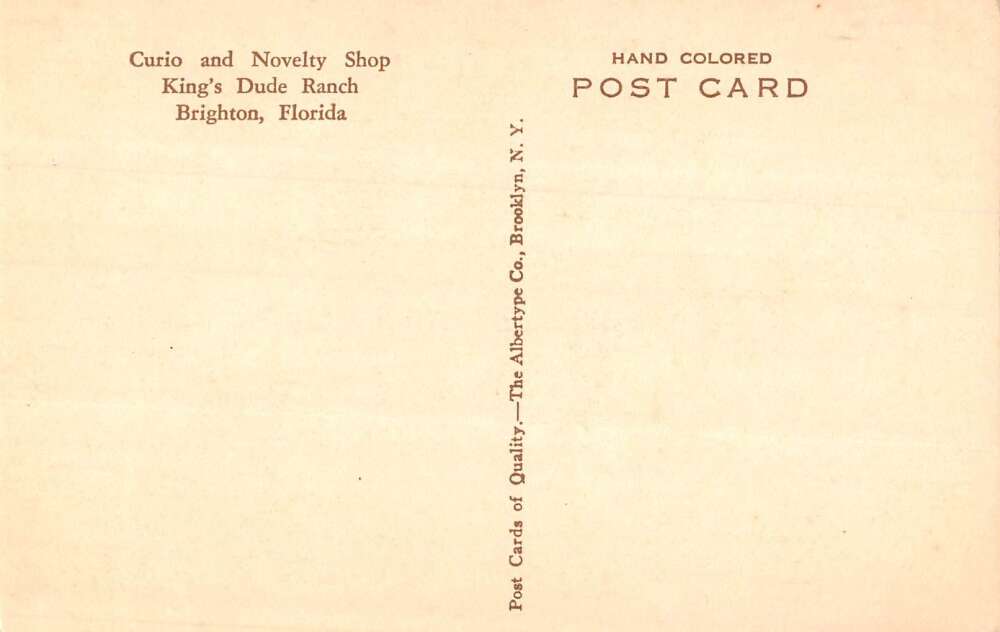 Curio and Novelty Shop
King's Dude Ranch
Brighton, Florida
Post Cards of Quality.—The Albertype Co., Brooklyn, N. Y.
HAND COLORED
POST CARD